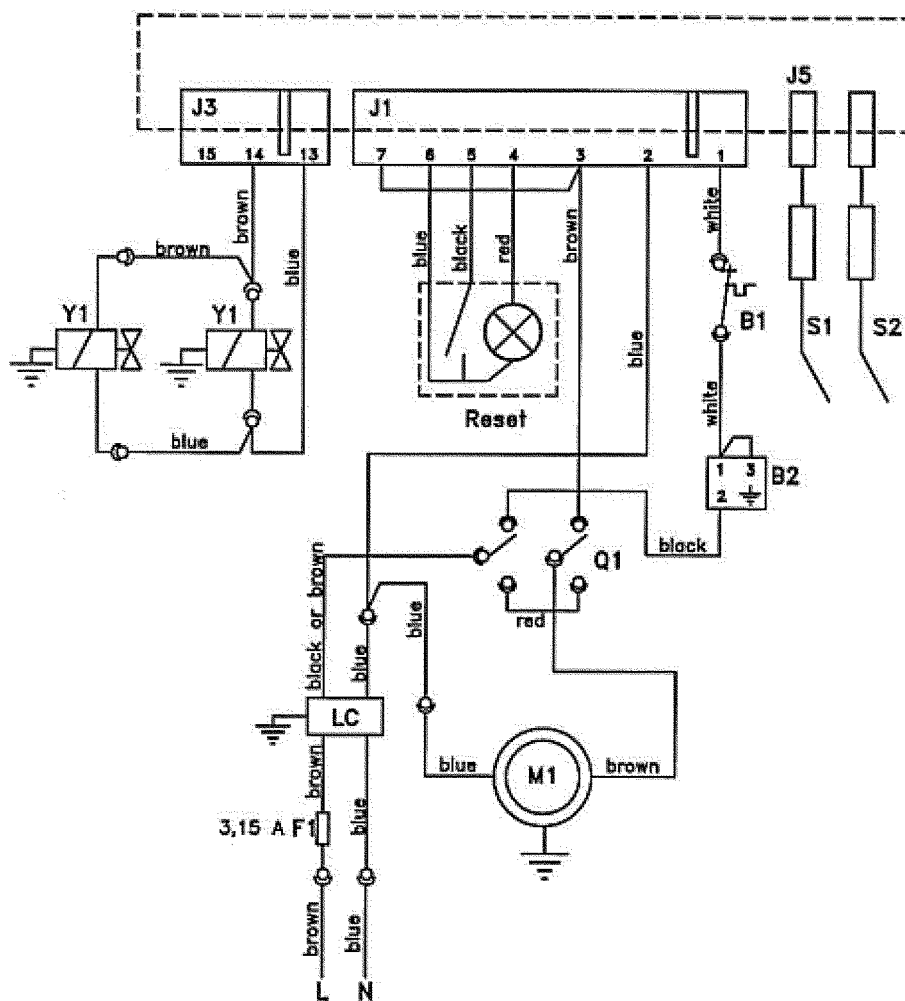 J3 J1 J5
15 14 13 7 6 5 4 3 2 1
brown
blue
blue
black
red
brown
white
brown
Y1 Y1
B1 S1 S2
blue
white
Reset
blue
1 3
2
B2
black
Q1
black or brown
blue
red
blue
LC
brown
blue
blue M1 brown
3,15 A F1
brown
blue
L N